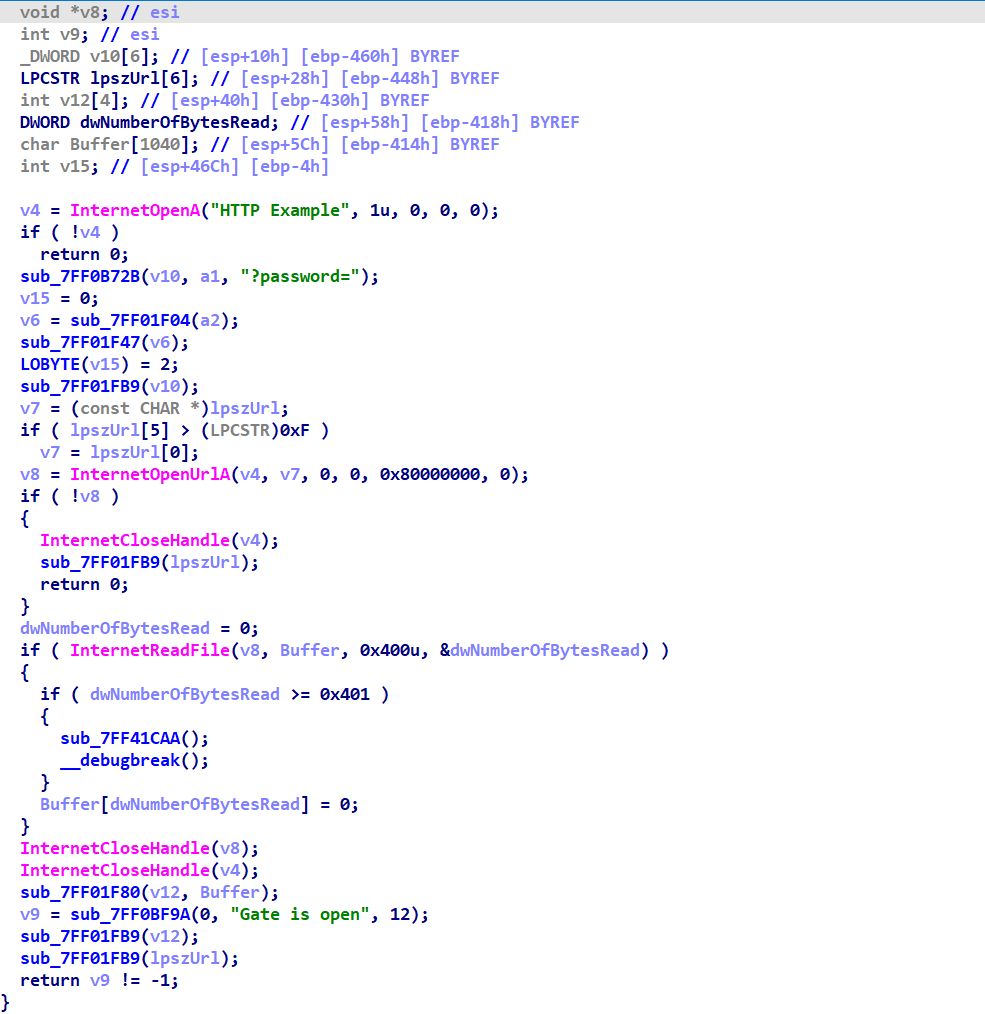 void *v8; // esi
int v9; // esi
_DWORD v10[6]; // [esp+10h] [ebp-460h] BYREF
LPCSTR lpszUrl[6]; // [esp+28h] [ebp-448h] BYREF
int v12[4]; // [esp+40h] [ebp-430h] BYREF
DWORD dwNumberOfBytesRead; // [esp+58h] [ebp-418h] BYREF
char Buffer[1040]; // [esp+5Ch] [ebp-414h] BYREF
int v15; // [esp+46Ch] [ebp-4h]

v4 = InternetOpenA("HTTP Example", 1u, 0, 0, 0);
if ( !v4 )
  return 0;
sub_7FF0B72B(v10, a1, "?password=");
v15 = 0;
v6 = sub_7FF01F04(a2);
sub_7FF01F47(v6);
LOBYTE(v15) = 2;
sub_7FF01FB9(v10);
v7 = (const CHAR *)lpszUrl;
if ( lpszUrl[5] > (LPCSTR)0xF )
  v7 = lpszUrl[0];
v8 = InternetOpenUrlA(v4, v7, 0, 0, 0x80000000, 0);
if ( !v8 )
{
  InternetCloseHandle(v4);
  sub_7FF01FB9(lpszUrl);
  return 0;
}
dwNumberOfBytesRead = 0;
if ( InternetReadFile(v8, Buffer, 0x400u, &dwNumberOfBytesRead) )
{
  if ( dwNumberOfBytesRead >= 0x401 )
  {
    sub_7FF41CAA();
    __debugbreak();
  }
  Buffer[dwNumberOfBytesRead] = 0;
}
InternetCloseHandle(v8);
InternetCloseHandle(v4);
sub_7FF01F80(v12, Buffer);
v9 = sub_7FF0BF9A(0, "Gate is open", 12);
sub_7FF01FB9(v12);
sub_7FF01FB9(lpszUrl);
return v9 != -1;
}